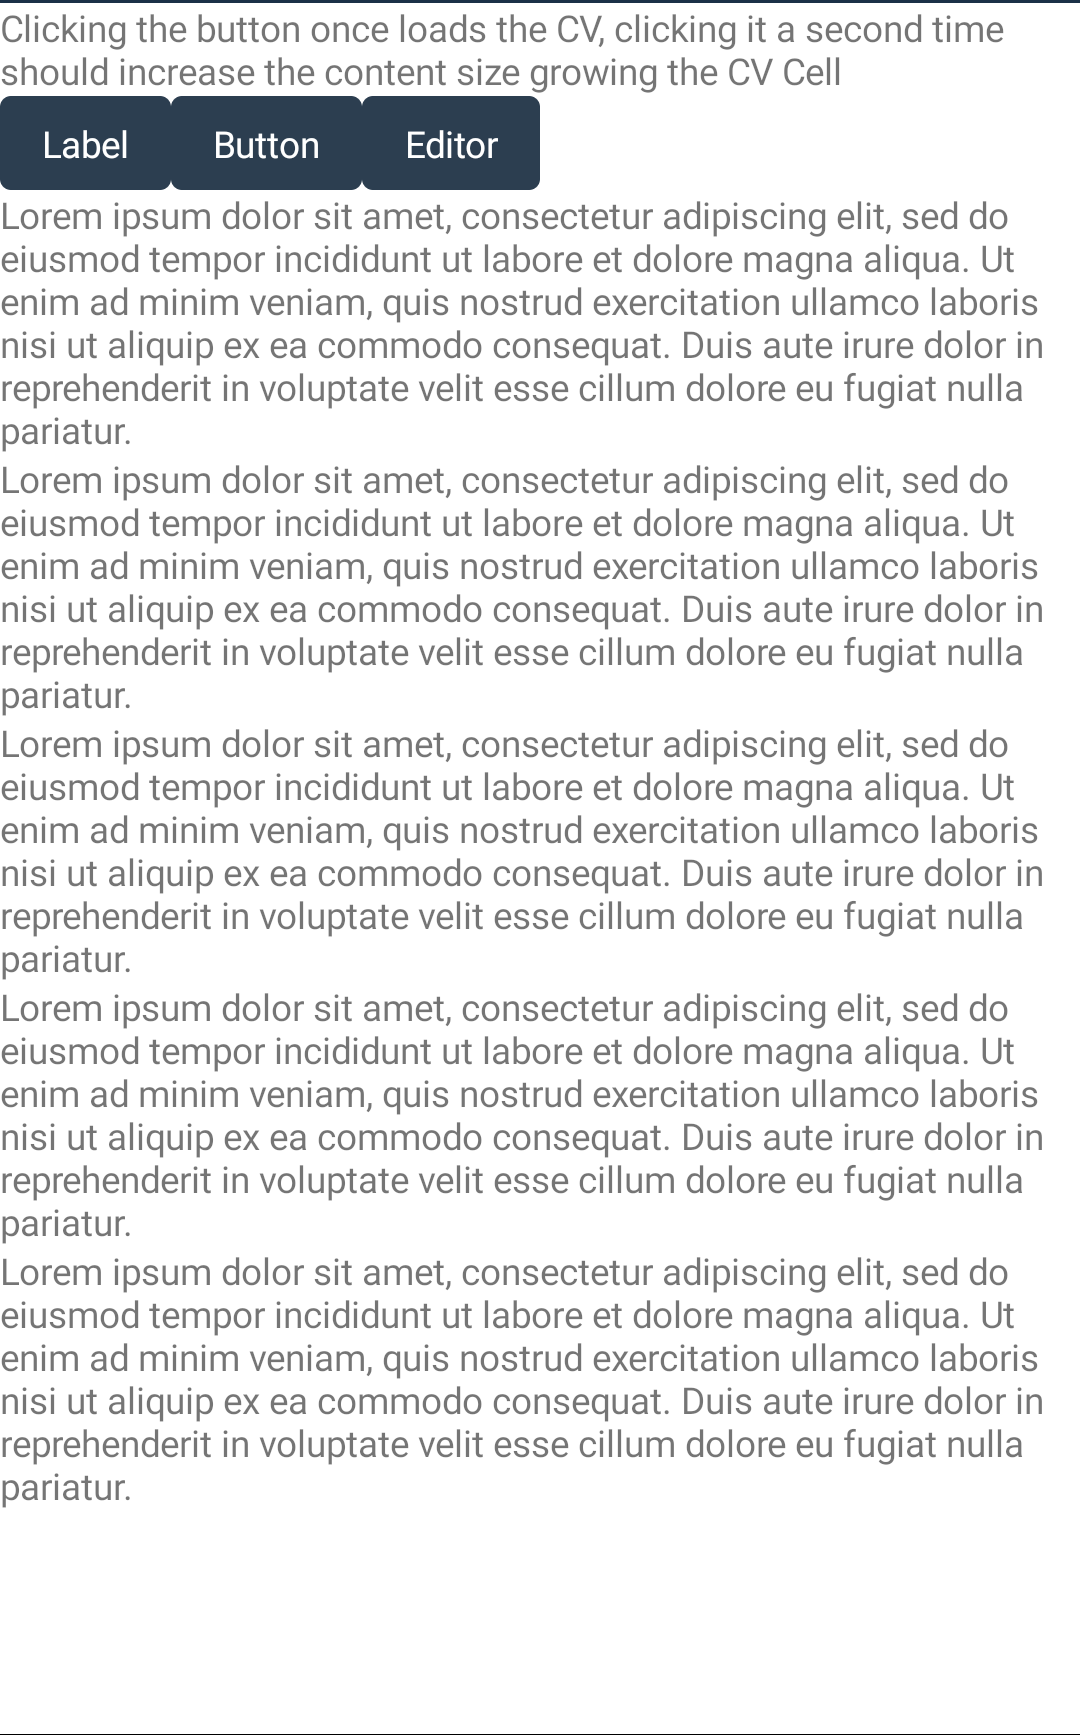 Clicking the button once loads the CV, clicking it a second time
should increase the content size growing the CV Cell
Label Button Editor
Lorem ipsum dolor sit amet, consectetur adipiscing elit, sed do
eiusmod tempor incididunt ut labore et dolore magna aliqua. Ut
enim ad minim veniam, quis nostrud exercitation ullamco laboris
nisi ut aliquip ex ea commodo consequat. Duis aute irure dolor in
reprehenderit in voluptate velit esse cillum dolore eu fugiat nulla
pariatur.
Lorem ipsum dolor sit amet, consectetur adipiscing elit, sed do
eiusmod tempor incididunt ut labore et dolore magna aliqua. Ut
enim ad minim veniam, quis nostrud exercitation ullamco laboris
nisi ut aliquip ex ea commodo consequat. Duis aute irure dolor in
reprehenderit in voluptate velit esse cillum dolore eu fugiat nulla
pariatur.
Lorem ipsum dolor sit amet, consectetur adipiscing elit, sed do
eiusmod tempor incididunt ut labore et dolore magna aliqua. Ut
enim ad minim veniam, quis nostrud exercitation ullamco laboris
nisi ut aliquip ex ea commodo consequat. Duis aute irure dolor in
reprehenderit in voluptate velit esse cillum dolore eu fugiat nulla
pariatur.
Lorem ipsum dolor sit amet, consectetur adipiscing elit, sed do
eiusmod tempor incididunt ut labore et dolore magna aliqua. Ut
enim ad minim veniam, quis nostrud exercitation ullamco laboris
nisi ut aliquip ex ea commodo consequat. Duis aute irure dolor in
reprehenderit in voluptate velit esse cillum dolore eu fugiat nulla
pariatur.
Lorem ipsum dolor sit amet, consectetur adipiscing elit, sed do
eiusmod tempor incididunt ut labore et dolore magna aliqua. Ut
enim ad minim veniam, quis nostrud exercitation ullamco laboris
nisi ut aliquip ex ea commodo consequat. Duis aute irure dolor in
reprehenderit in voluptate velit esse cillum dolore eu fugiat nulla
pariatur.